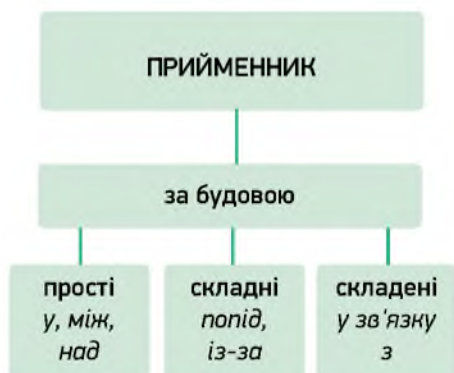 ПРИЙМЕННИК
за будовою
прості
у, між,
над
складні
попід,
із-за
складені
у зв'язку
з